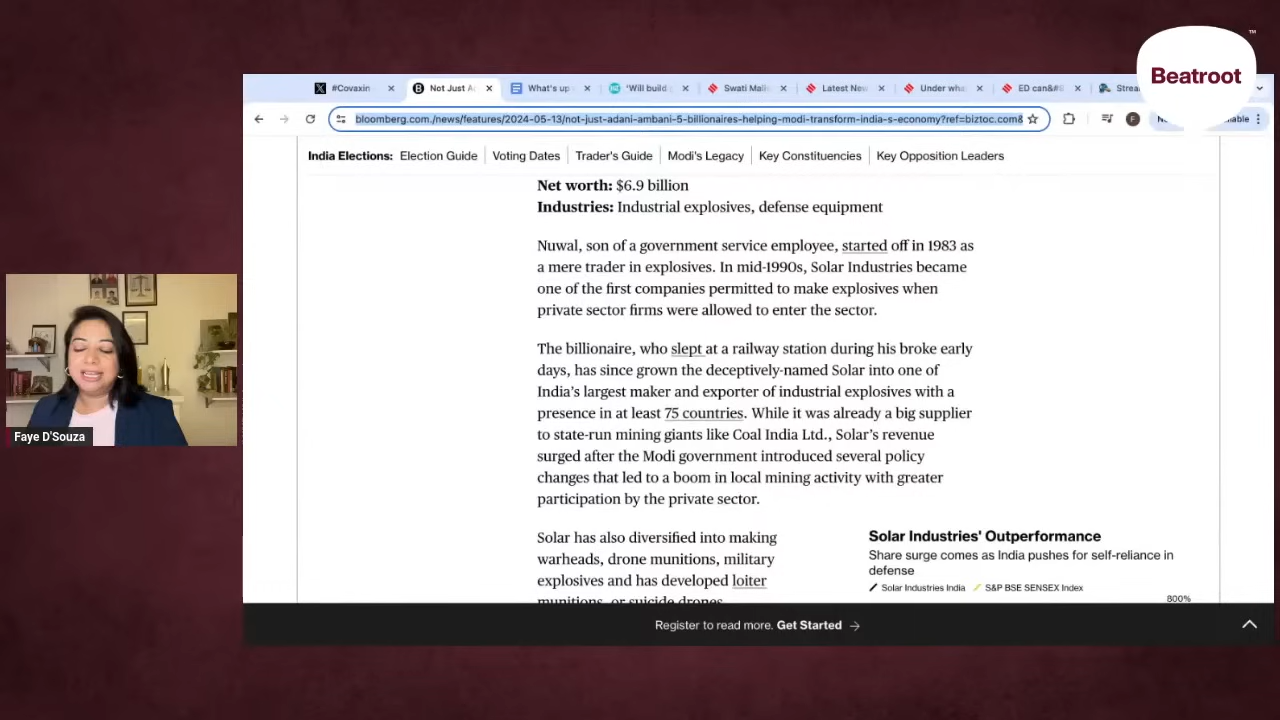 Beatroot
™
#Covaxin
Not Just A
What's up
'Will build
Swati Mali
Latest Nev
Under wha
ED can&#
Strea
bloomberg.com./news/features/2024-05-13/not-just-adani-ambani-5-billionaires-helping-modi-transform-india-s-economy?ref=biztoc.com&
India Elections: Election Guide Voting Dates Trader's Guide Modi's Legacy Key Constituencies Key Opposition Leaders
Net worth: $6.9 billion
Industries: Industrial explosives, defense equipment
Nuwal, son of a government service employee, started off in 1983 as
a mere trader in explosives. In mid-1990s, Solar Industries became
one of the first companies permitted to make explosives when
private sector firms were allowed to enter the sector.
The billionaire, who slept at a railway station during his broke early
days, has since grown the deceptively-named Solar into one of
India's largest maker and exporter of industrial explosives with a
presence in at least 75 countries. While it was already a big supplier
to state-run mining giants like Coal India Ltd., Solar's revenue
surged after the Modi government introduced several policy
changes that led to a boom in local mining activity with greater
participation by the private sector.
Solar has also diversified into making
warheads, drone munitions, military
explosives and has developed loiter
munitions, or suicide drones
Solar Industries' Outperformance
Share surge comes as India pushes for self-reliance in
defense
Solar Industries India S&P BSE SENSEX Index
800%
Register to read more. Get Started
Faye D'Souza